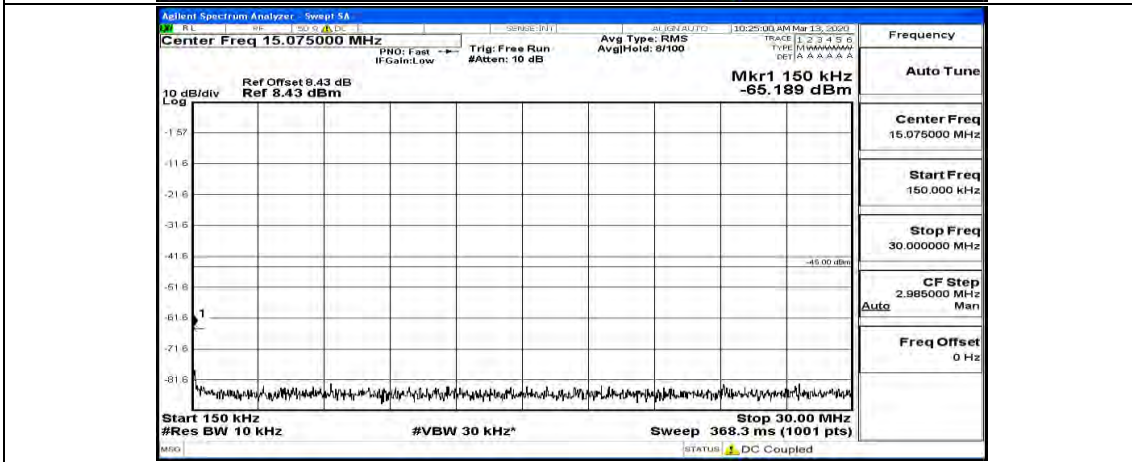 Agilent Spectrum Analyzer - Swept SA
RL RF 50 Ω DC SENSE:INT ALIGN AUTO 10:25:00 AM Mar 13, 2020
Center Freq 15.075000 MHz
PNO: Fast
IFGain:Low
Trig: Free Run
#Atten: 10 dB
Avg Type: RMS
Avg|Hold: 8/100
TRACE 1 2 3 4 5 6
TYPE M W W W W W
DET A A A A A A
Ref Offset 8.43 dB
Ref 8.43 dBm
10 dB/div
Log
Mkr1 150 kHz
-65.189 dBm
-1.57
-11.6
-21.6
-31.6
-41.6
-45.00 dBm
-51.6
-61.6
1
-71.6
-81.6
Start 150 kHz
#Res BW 10 kHz
#VBW 30 kHz*
Stop 30.00 MHz
Sweep 368.3 ms (1001 pts)
MSG
STATUS DC Coupled
Frequency
Auto Tune
Center Freq
15.075000 MHz
Start Freq
150.000 kHz
Stop Freq
30.000000 MHz
CF Step
2.985000 MHz
Auto Man
Freq Offset
0 Hz